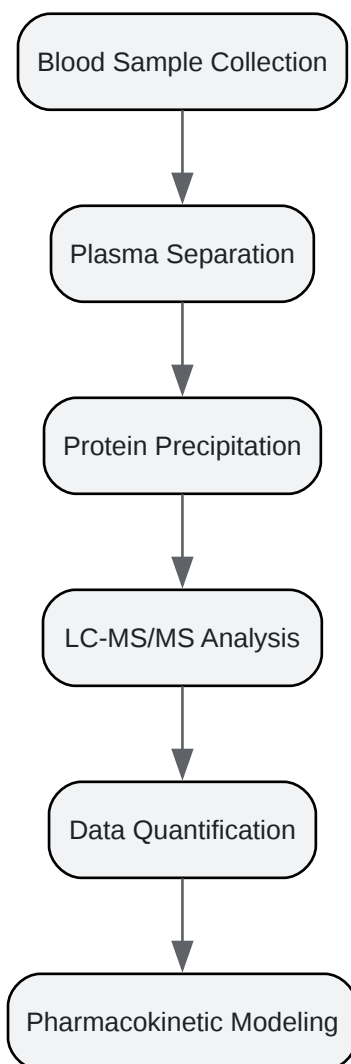 Blood Sample Collection
Plasma Separation
Protein Precipitation
LC-MS/MS Analysis
Data Quantification
Pharmacokinetic Modeling